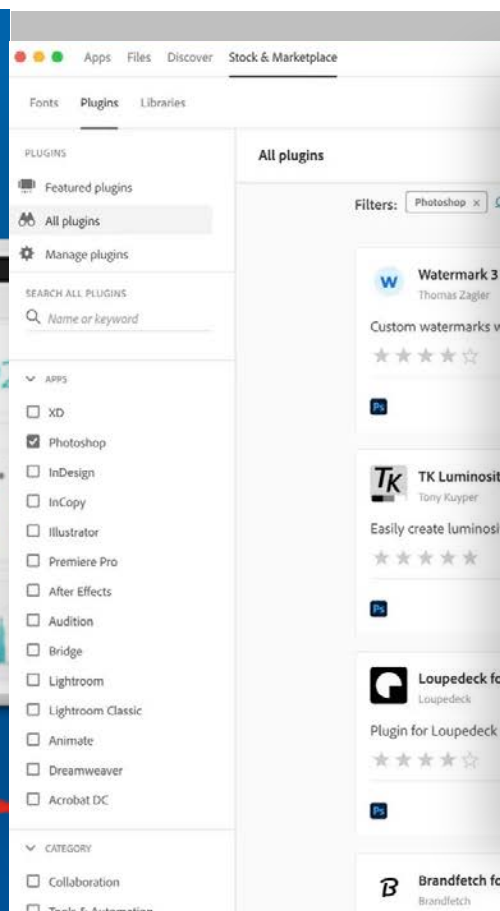 Apps Files Discover Stock & Marketplace
Fonts Plugins Libraries
PLUGINS
Featured plugins
All plugins
Manage plugins
SEARCH ALL PLUGINS
Name or keyword
APPS
XD
Photoshop
InDesign
InCopy
Illustrator
Premiere Pro
After Effects
Audition
Bridge
Lightroom
Lightroom Classic
Animate
Dreamweaver
Acrobat DC
CATEGORY
Collaboration
Tools & Automation
All plugins
Filters: Photoshop ×
W
Watermark 3
Thomas Zagler
Custom watermarks w
Ps
TK
TK Luminosit
Tony Kuyper
Easily create luminosi
Ps
Loupedeck fo
Loupedeck
Plugin for Loupedeck
Ps
B
Brandfetch fo
Brandfetch